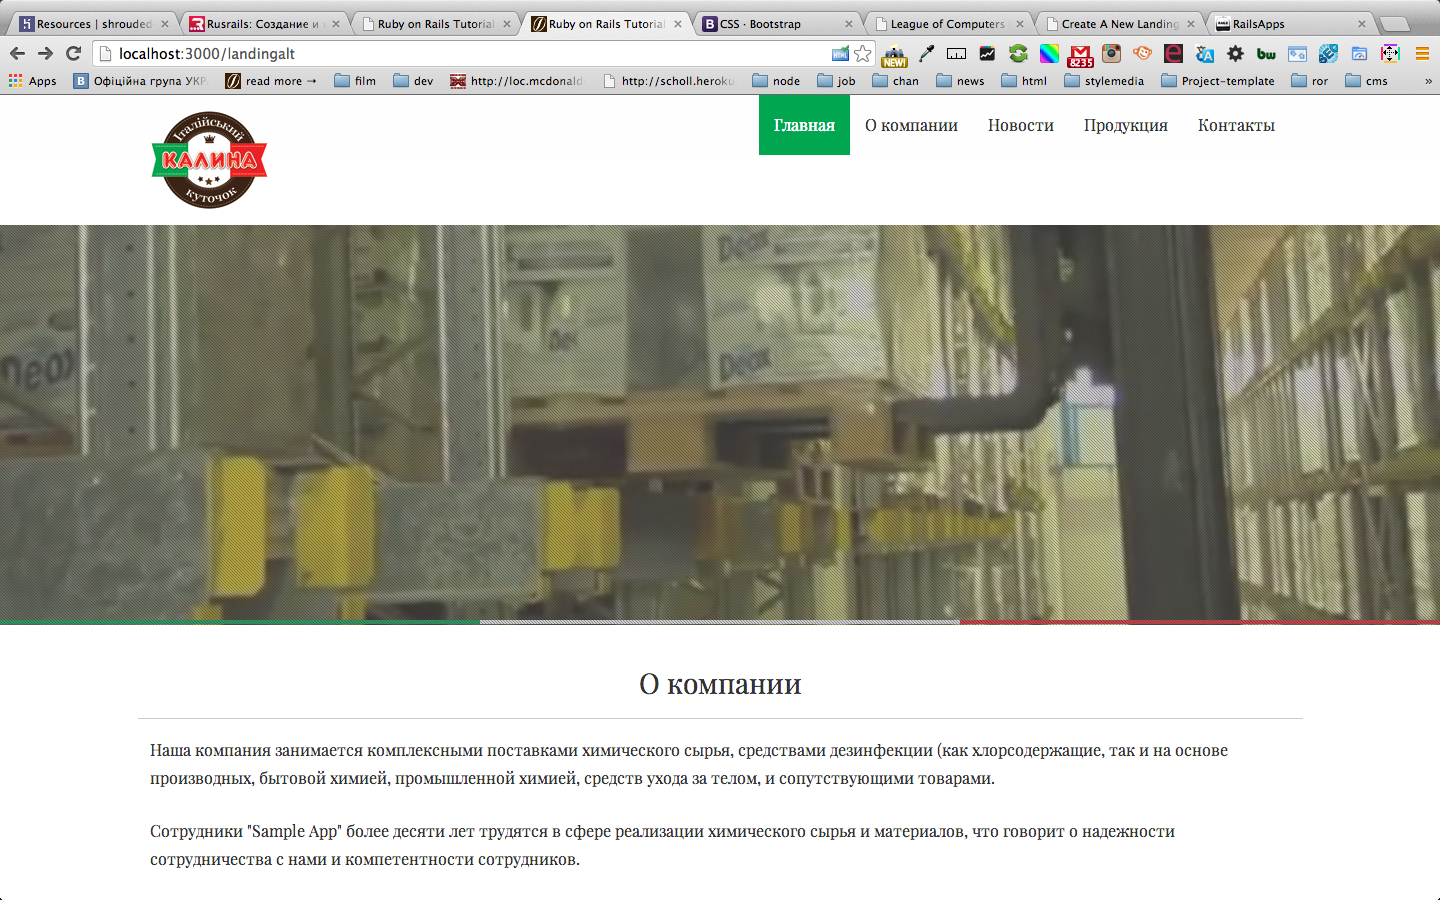 Resources | shrouded
Rusrails: Создание и
Ruby on Rails Tutorial
Ruby on Rails Tutorial
CSS · Bootstrap
League of Computers
Create A New Landing
RailsApps
localhost:3000/landingalt
NEW!
8235
bw
Apps
Офіційна група УКР
read more →
film
dev
http://loc.mcdonald
http://scholl.heroku
node
job
chan
news
html
stylemedia
Project-template
ror
cms
»
Італійський
КАЛИНА
куточок
Главная
О компании
Новости
Продукция
Контакты
Deox
Deox
Deox
О компании
Наша компания занимается комплексными поставками химического сырья, средствами дезинфекции (как хлорсодержащие, так и на основе
производных, бытовой химией, промышленной химией, средств ухода за телом, и сопутствующими товарами.
Сотрудники "Sample App" более десяти лет трудятся в сфере реализации химического сырья и материалов, что говорит о надежности
сотрудничества с нами и компетентности сотрудников.